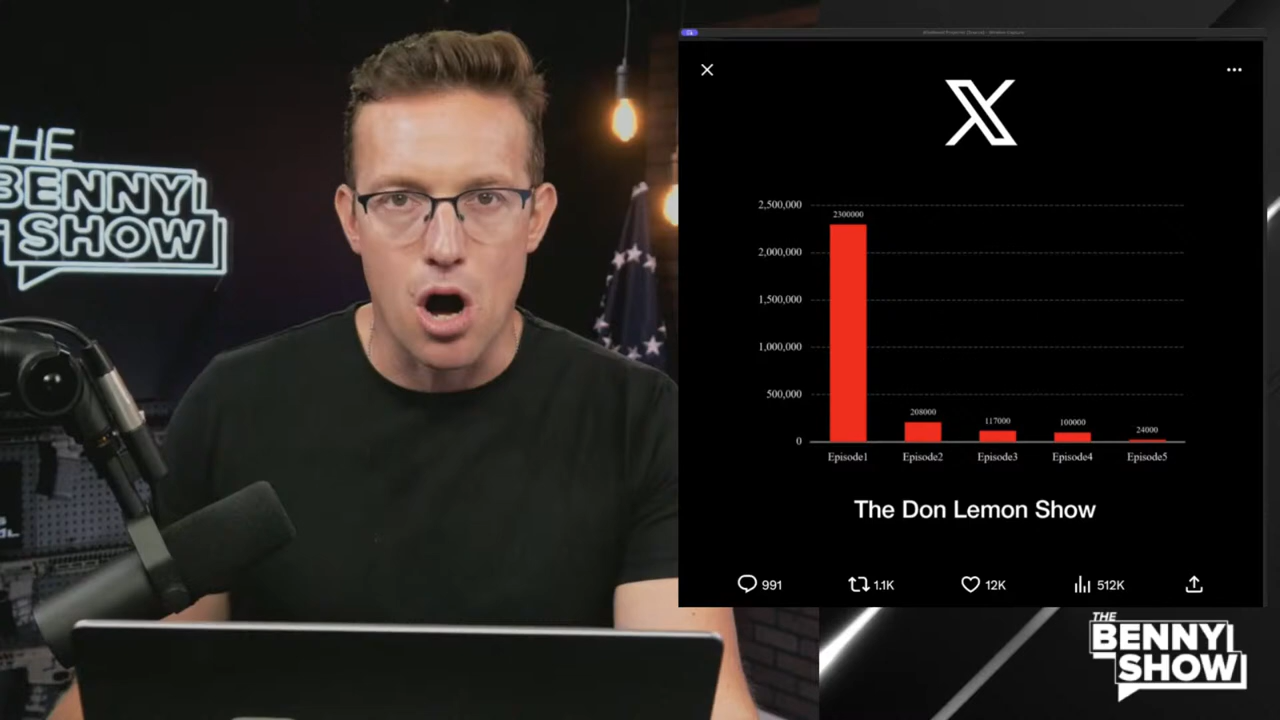 THE
BENNY
SHOW
2,500,000
2300000
2,000,000
1,500,000
1,000,000
500,000
208000
117000
100000
24000
0
Episode1 Episode2 Episode3 Episode4 Episode5
The Don Lemon Show
991 1.1K 12K 512K
THE
BENNY
SHOW